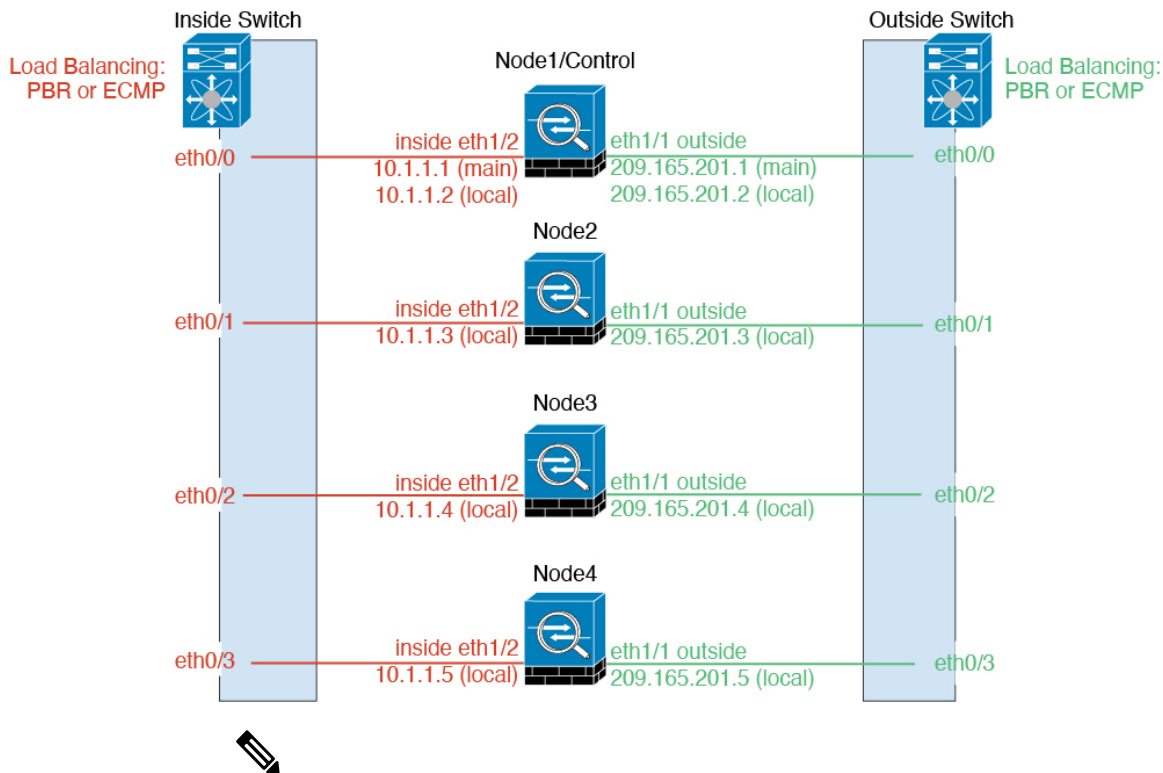 Inside Switch
Outside Switch
Load Balancing:
PBR or ECMP
Node1/Control
Load Balancing:
PBR or ECMP
eth0/0
inside eth1/2
10.1.1.1 (main)
10.1.1.2 (local)
eth1/1 outside
209.165.201.1 (main)
209.165.201.2 (local)
eth0/0
Node2
eth0/1
inside eth1/2
10.1.1.3 (local)
eth1/1 outside
209.165.201.3 (local)
eth0/1
Node3
eth0/2
inside eth1/2
10.1.1.4 (local)
eth1/1 outside
209.165.201.4 (local)
eth0/2
Node4
eth0/3
inside eth1/2
10.1.1.5 (local)
eth1/1 outside
209.165.201.5 (local)
eth0/3